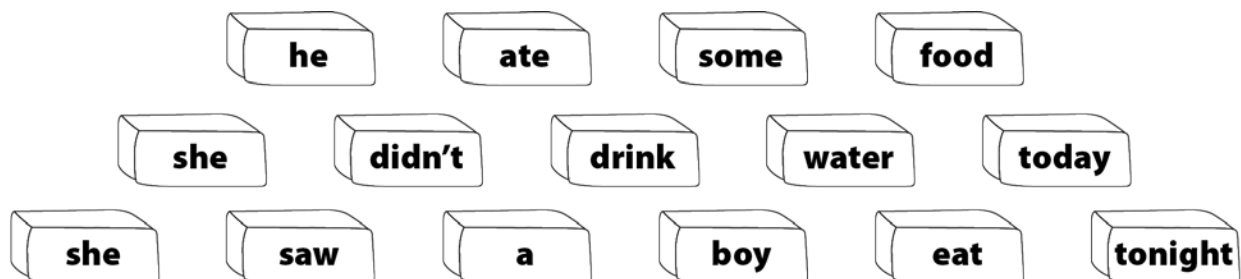 he ate some food
she didn’t drink water today
she saw a boy eat tonight